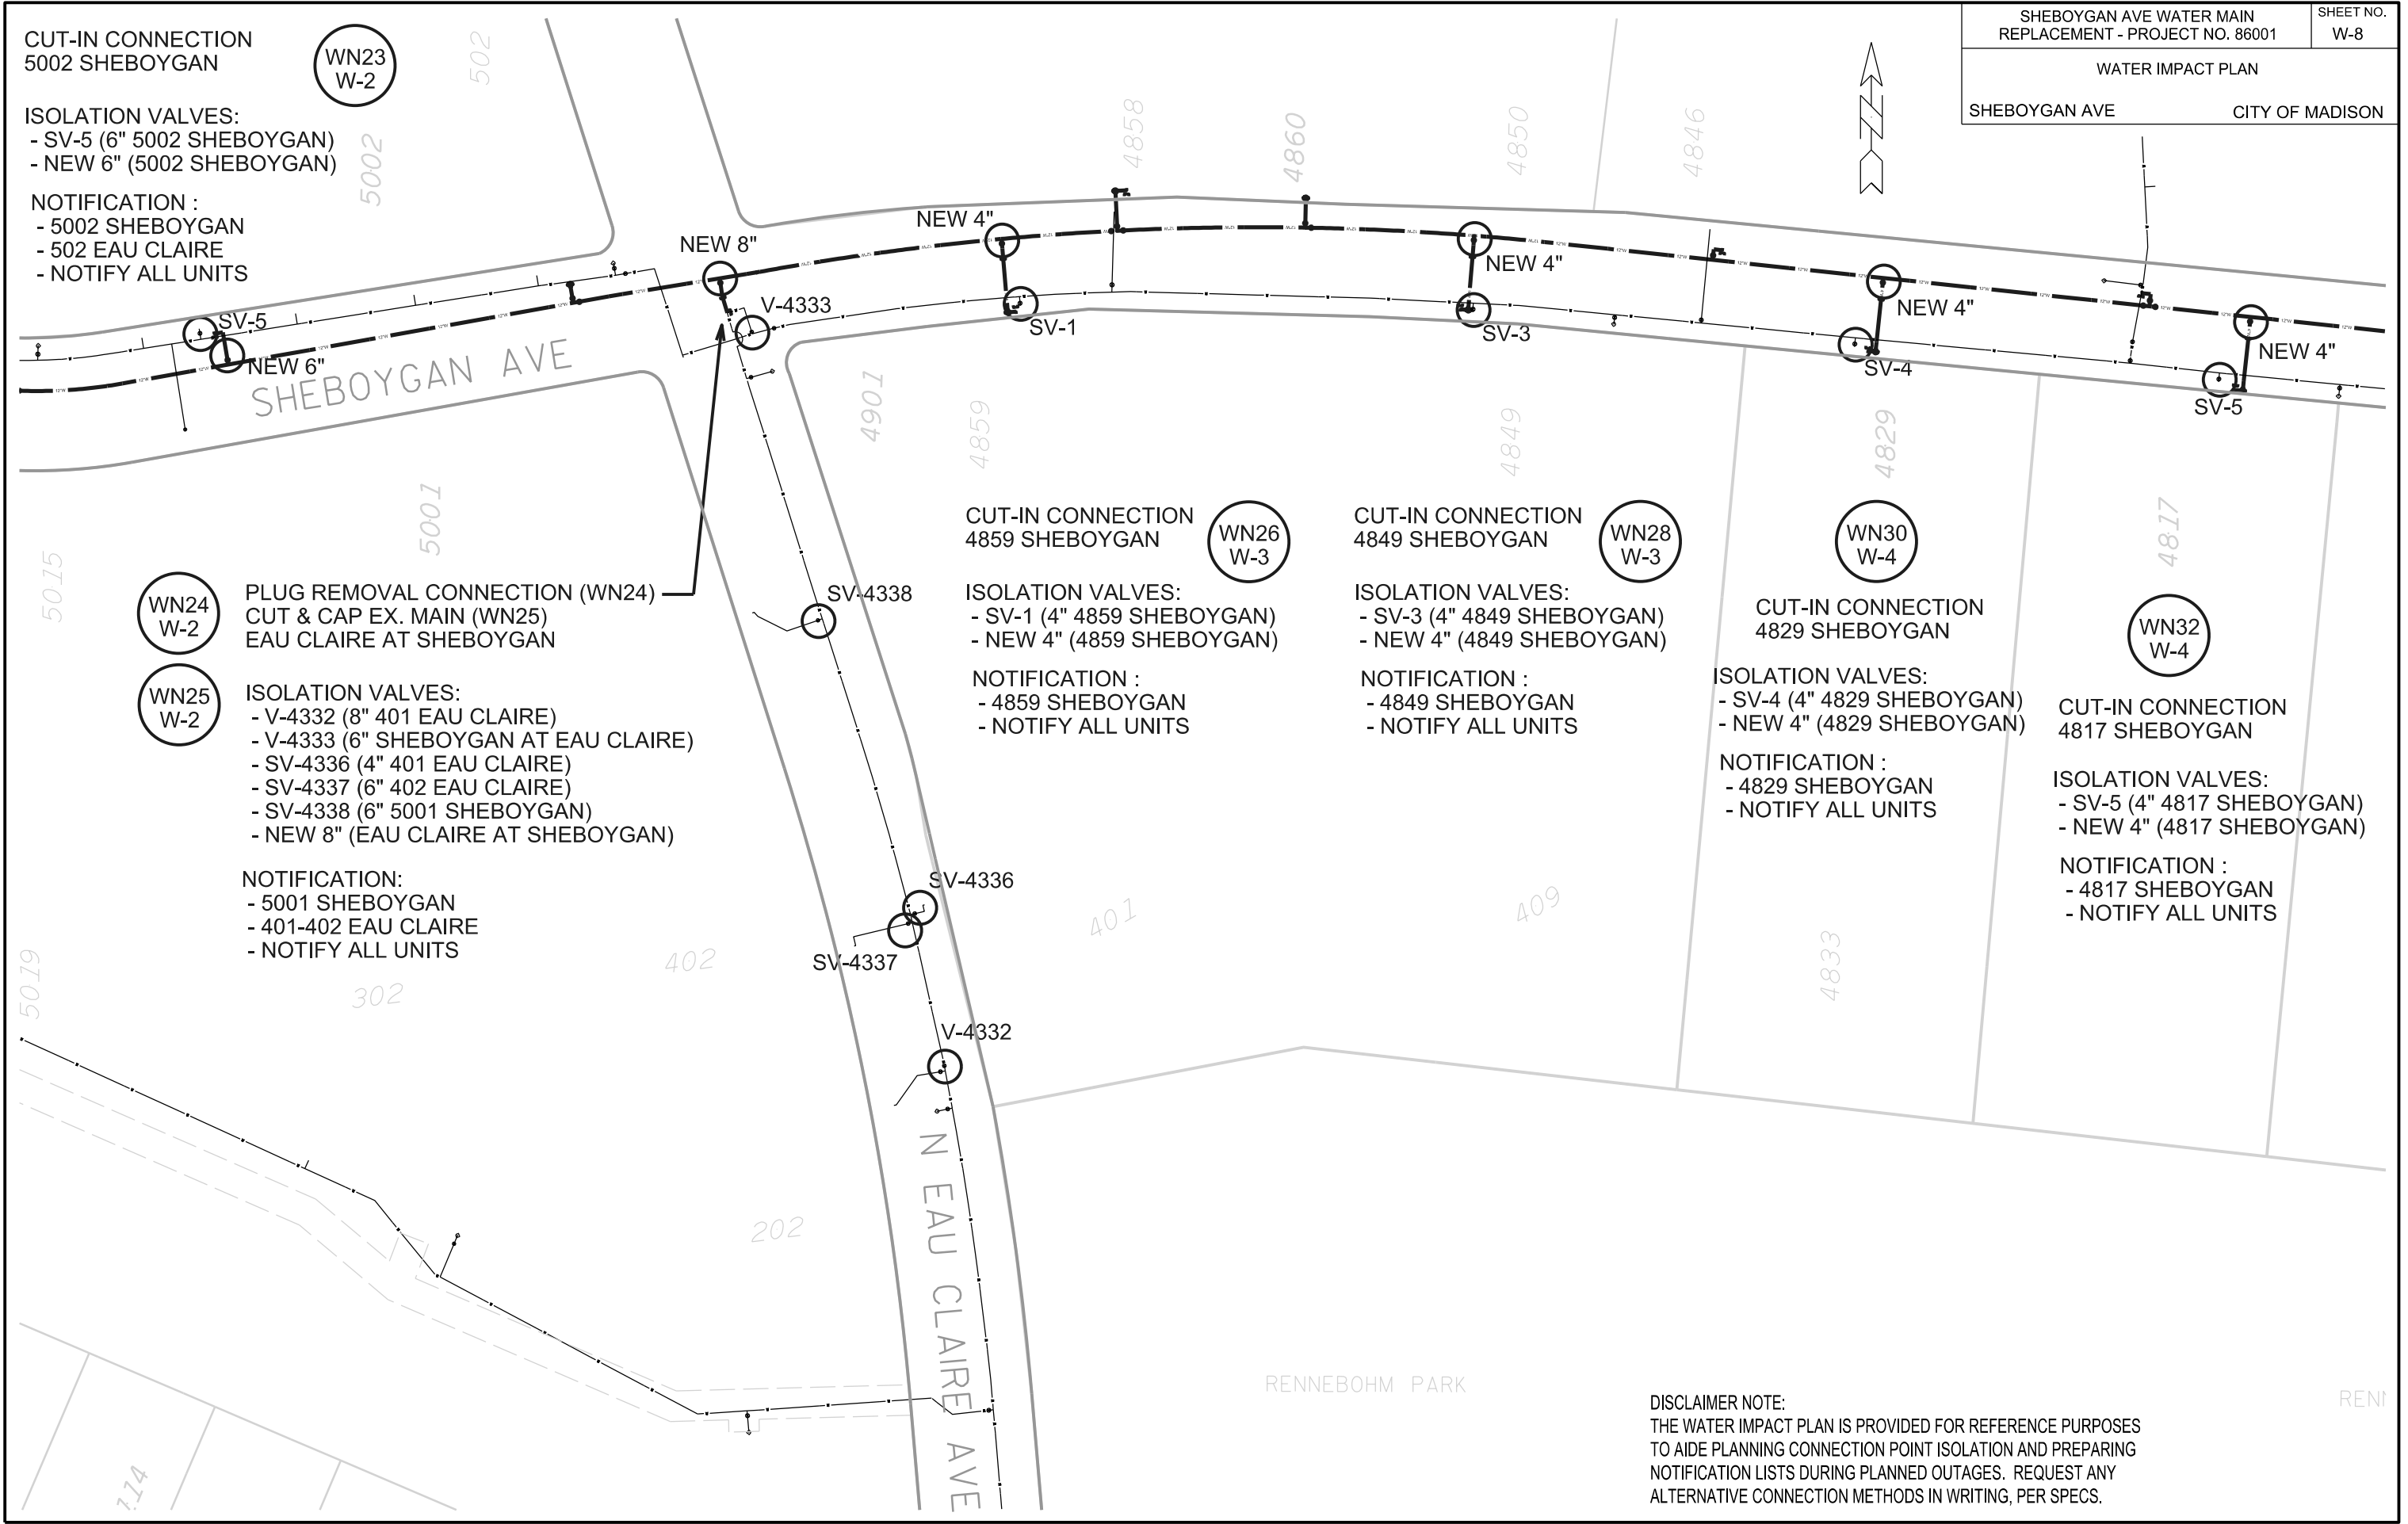 SHEBOYGAN AVE WATER MAIN
REPLACEMENT - PROJECT NO. 86001
SHEET NO.
W-8
WATER IMPACT PLAN
SHEBOYGAN AVE
CITY OF MADISON
CUT-IN CONNECTION
5002 SHEBOYGAN
WN23
W-2
ISOLATION VALVES:
- SV-5 (6" 5002 SHEBOYGAN)
- NEW 6" (5002 SHEBOYGAN)
NOTIFICATION :
- 5002 SHEBOYGAN
- 502 EAU CLAIRE
- NOTIFY ALL UNITS
502
5002
4858
4860
4850
4846
NEW 4"
NEW 8"
V-4333
SV-5
NEW 6"
SV-1
NEW 4"
SV-3
NEW 4"
SV-4
NEW 4"
SV-5
SHEBOYGAN AVE
4901
4859
4849
4829
4817
5001
5015
WN24
W-2
PLUG REMOVAL CONNECTION (WN24)
CUT & CAP EX. MAIN (WN25)
EAU CLAIRE AT SHEBOYGAN
WN25
W-2
ISOLATION VALVES:
- V-4332 (8" 401 EAU CLAIRE)
- V-4333 (6" SHEBOYGAN AT EAU CLAIRE)
- SV-4336 (4" 401 EAU CLAIRE)
- SV-4337 (6" 402 EAU CLAIRE)
- SV-4338 (6" 5001 SHEBOYGAN)
- NEW 8" (EAU CLAIRE AT SHEBOYGAN)
NOTIFICATION:
- 5001 SHEBOYGAN
- 401-402 EAU CLAIRE
- NOTIFY ALL UNITS
SV-4338
SV-4336
SV-4337
V-4332
CUT-IN CONNECTION
4859 SHEBOYGAN
WN26
W-3
ISOLATION VALVES:
- SV-1 (4" 4859 SHEBOYGAN)
- NEW 4" (4859 SHEBOYGAN)
NOTIFICATION :
- 4859 SHEBOYGAN
- NOTIFY ALL UNITS
CUT-IN CONNECTION
4849 SHEBOYGAN
WN28
W-3
ISOLATION VALVES:
- SV-3 (4" 4849 SHEBOYGAN)
- NEW 4" (4849 SHEBOYGAN)
NOTIFICATION :
- 4849 SHEBOYGAN
- NOTIFY ALL UNITS
WN30
W-4
CUT-IN CONNECTION
4829 SHEBOYGAN
ISOLATION VALVES:
- SV-4 (4" 4829 SHEBOYGAN)
- NEW 4" (4829 SHEBOYGAN)
NOTIFICATION :
- 4829 SHEBOYGAN
- NOTIFY ALL UNITS
WN32
W-4
CUT-IN CONNECTION
4817 SHEBOYGAN
ISOLATION VALVES:
- SV-5 (4" 4817 SHEBOYGAN)
- NEW 4" (4817 SHEBOYGAN)
NOTIFICATION :
- 4817 SHEBOYGAN
- NOTIFY ALL UNITS
5019
302
402
401
409
4833
202
114
N EAU CLAIRE AVE
RENNEBOHM PARK
DISCLAIMER NOTE:
THE WATER IMPACT PLAN IS PROVIDED FOR REFERENCE PURPOSES
TO AIDE PLANNING CONNECTION POINT ISOLATION AND PREPARING
NOTIFICATION LISTS DURING PLANNED OUTAGES. REQUEST ANY
ALTERNATIVE CONNECTION METHODS IN WRITING, PER SPECS.